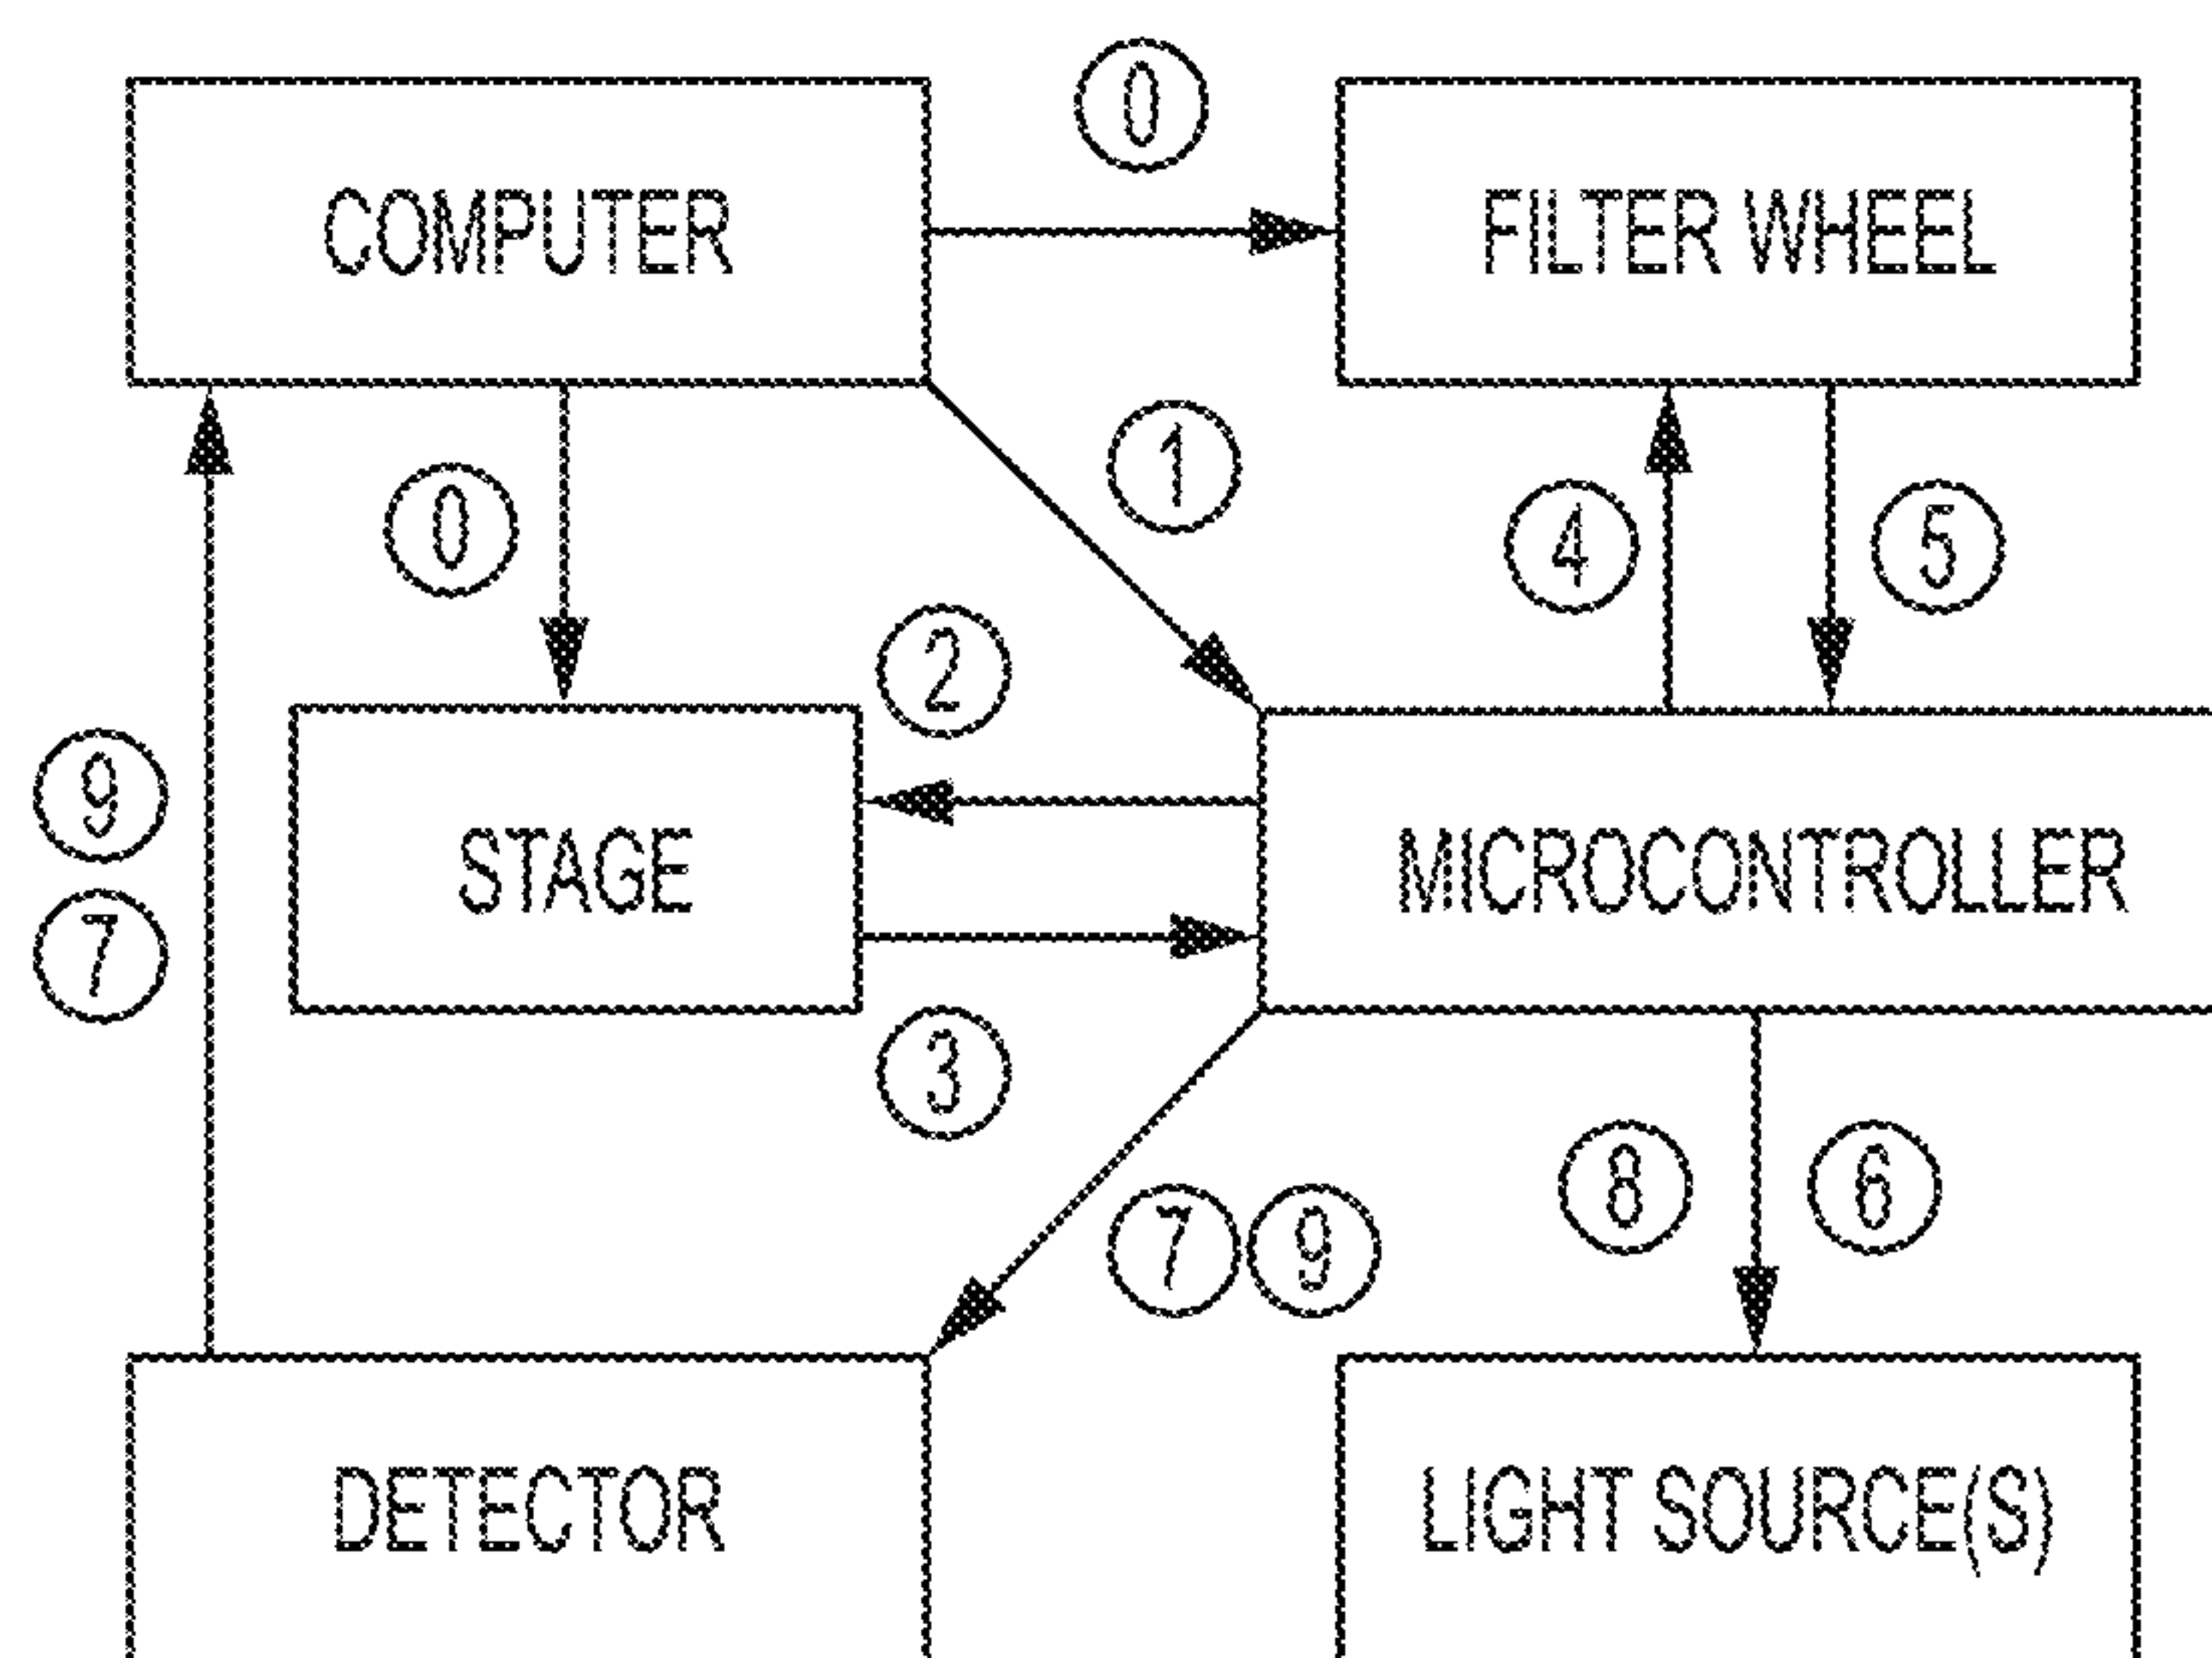 0
COMPUTER
FILTER WHEEL
1
0
4
5
2
9
STAGE
MICROCONTROLLER
7
3
8
6
7 9
DETECTOR
LIGHT SOURCE(S)